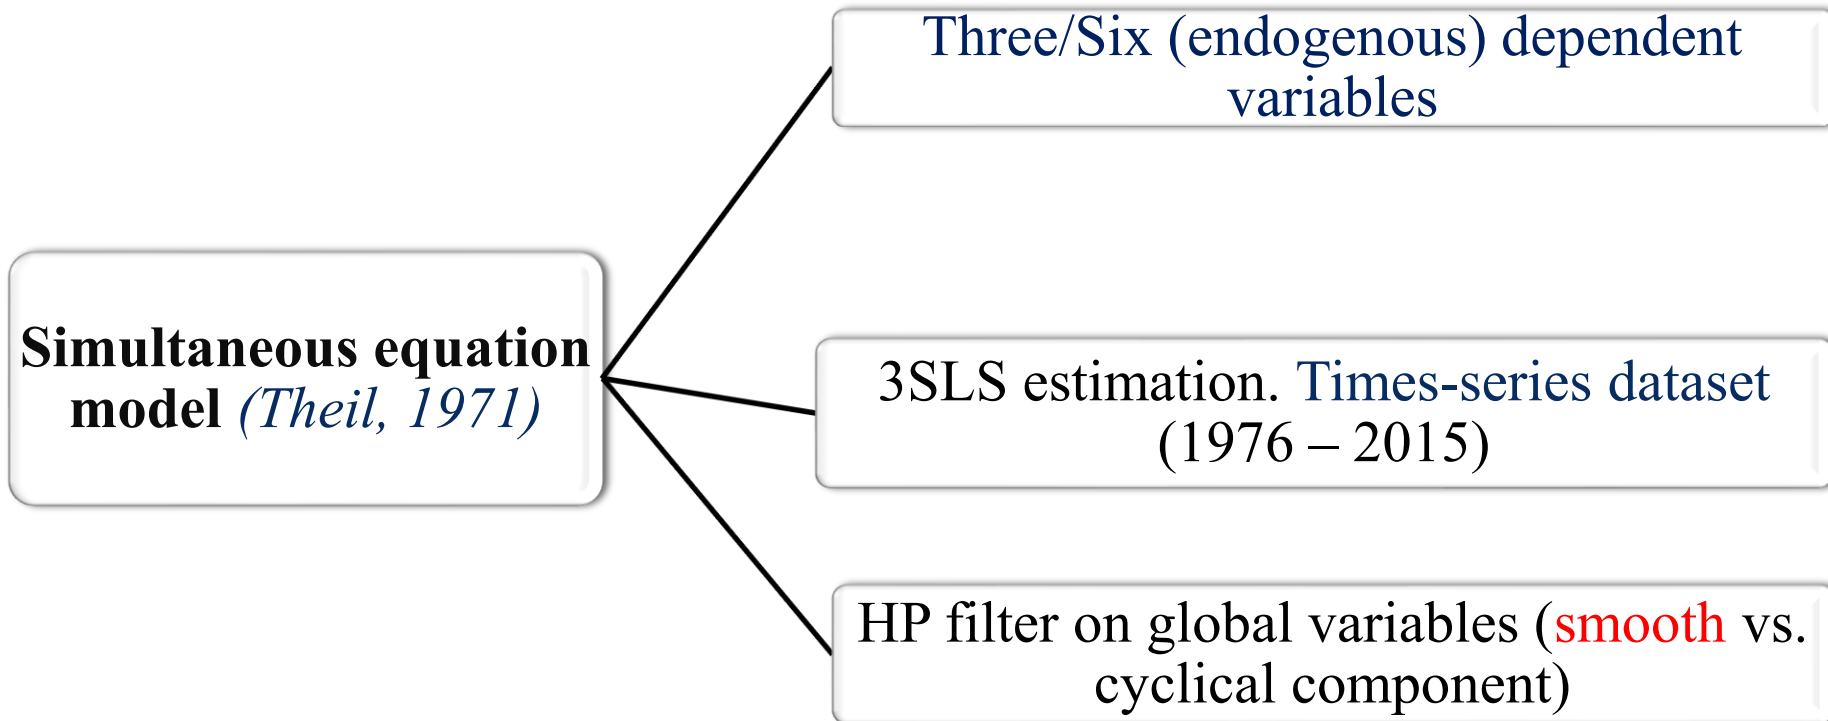 Three/Six (endogenous) dependent
variables
Simultaneous equation
model (Theil, 1971)
3SLS estimation. Times-series dataset
(1976 – 2015)
HP filter on global variables (smooth vs.
cyclical component)